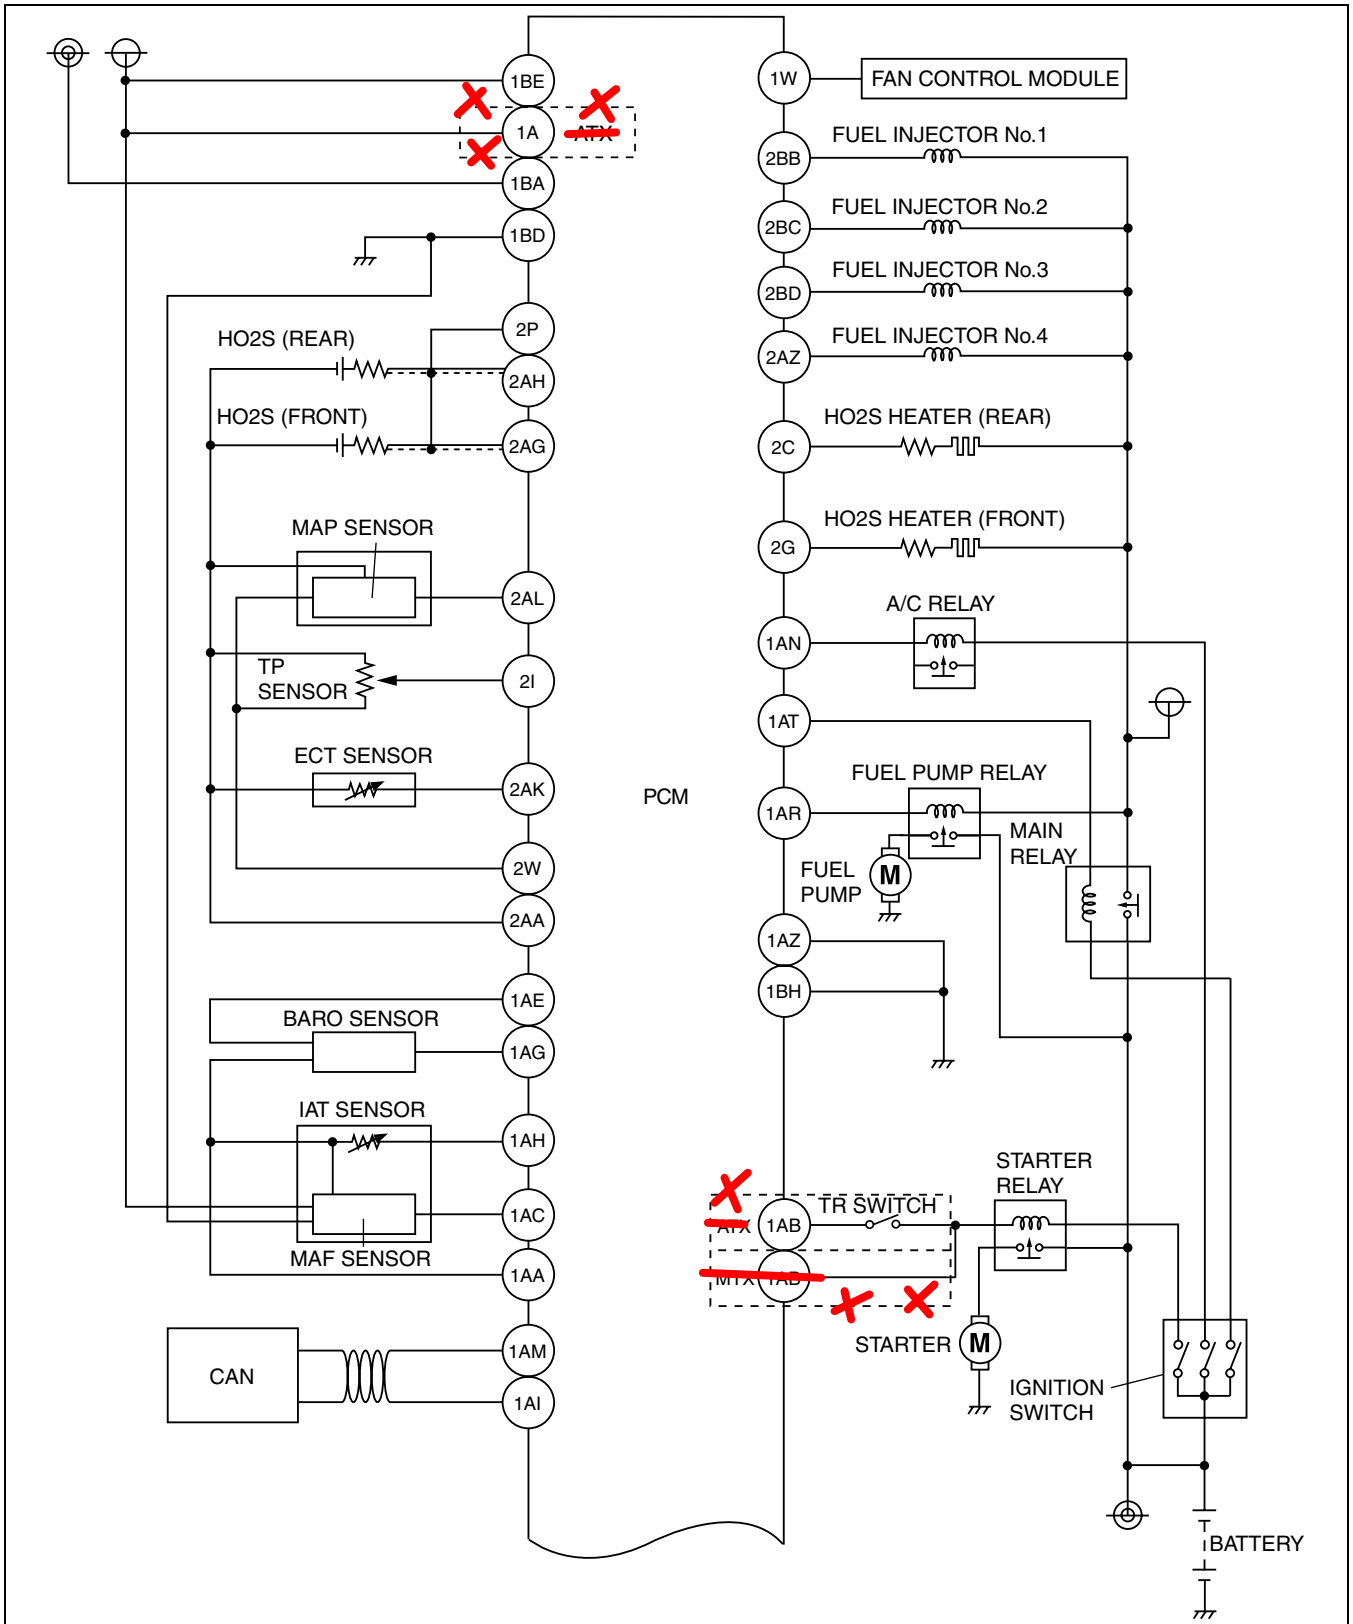 1BE
1A
ATX
1BA
1BD
2P
HO2S (REAR)
2AH
HO2S (FRONT)
2AG
MAP SENSOR
2AL
TP
SENSOR
2I
ECT SENSOR
2AK
2W
2AA
1AE
BARO SENSOR
1AG
IAT SENSOR
1AH
1AC
MAF SENSOR
1AA
CAN
1AM
1AI
PCM
1W
FAN CONTROL MODULE
FUEL INJECTOR No.1
2BB
FUEL INJECTOR No.2
2BC
FUEL INJECTOR No.3
2BD
FUEL INJECTOR No.4
2AZ
HO2S HEATER (REAR)
2C
HO2S HEATER (FRONT)
2G
A/C RELAY
1AN
1AT
FUEL PUMP RELAY
1AR
MAIN
RELAY
FUEL
PUMP
M
1AZ
1BH
STARTER
RELAY
TR SWITCH
ATX
1AB
MTX
1AB
STARTER
M
IGNITION
SWITCH
BATTERY